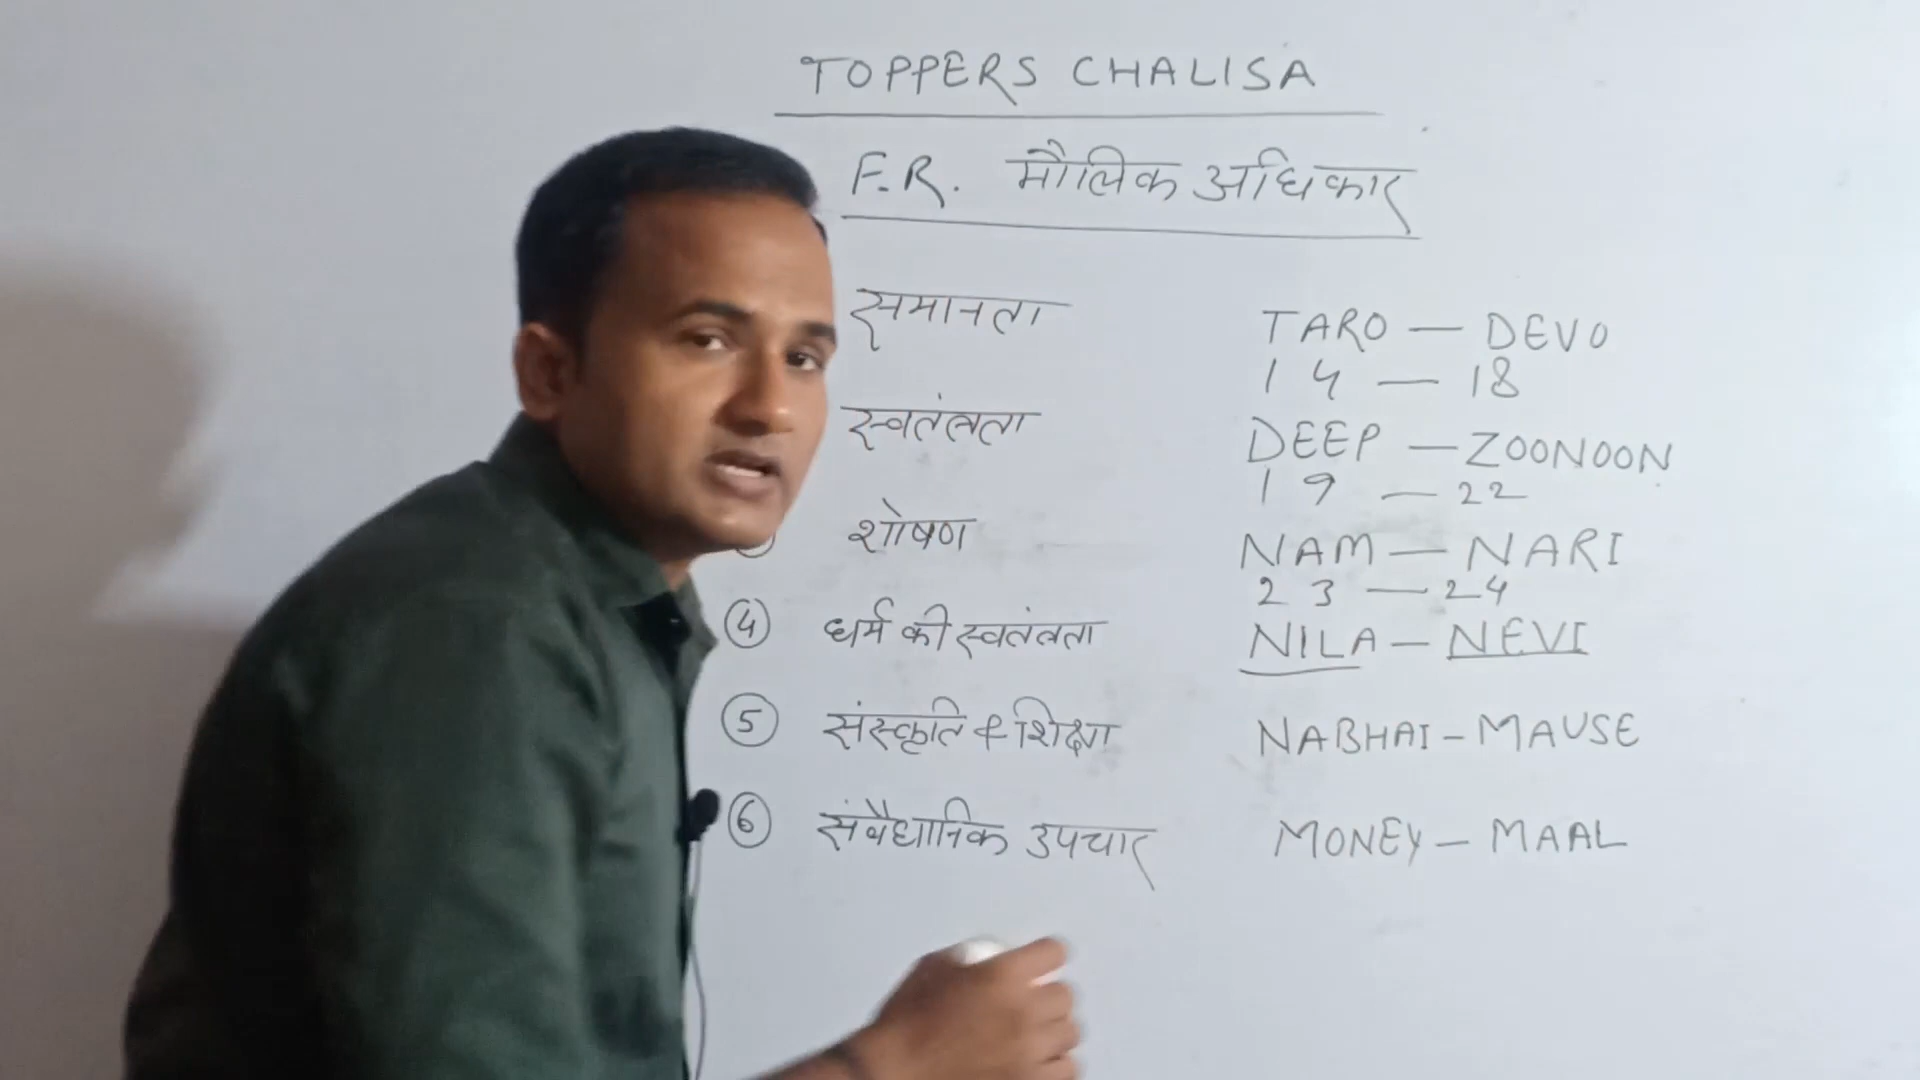 TOPPERS CHALISA
F.R. मौलिक अधिकार
समानता TARO — DEVO
14 — 18
स्वतंत्रता DEEP — ZOONOON
19 — 22
शोषण NAM — NARI
23 — 24
④ धर्म की स्वतंत्रता NILA — NEVI
⑤ संस्कृति & शिक्षा NABHAI - MAUSE
⑥ संवैधानिक उपचार MONEY — MAAL